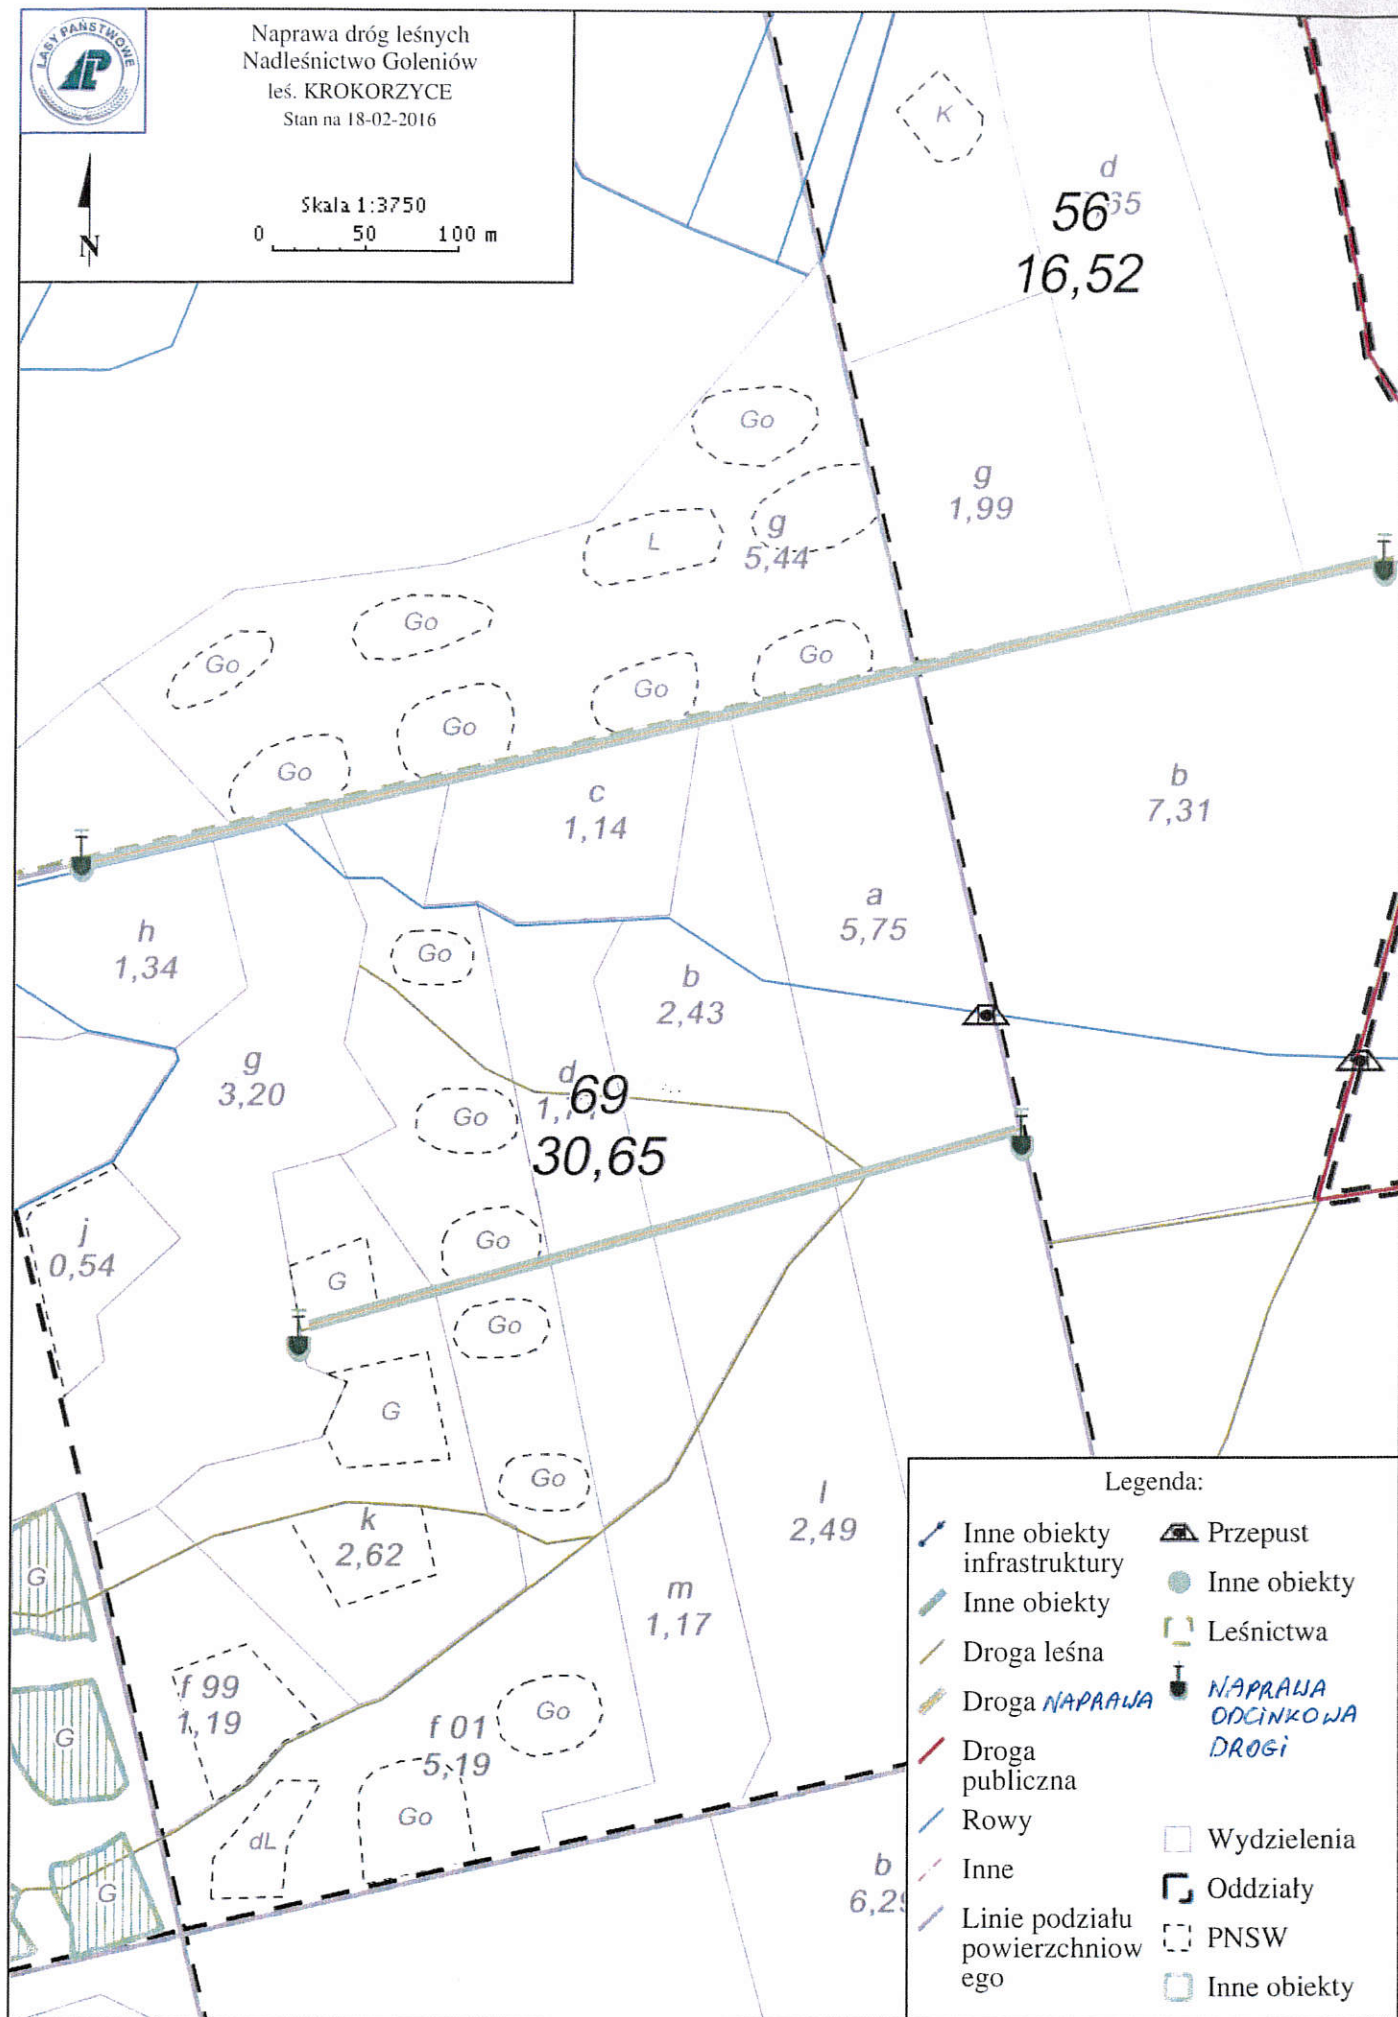 LASY PAŃSTWOWE
Naprawa dróg leśnych
Nadleśnictwo Goleniów
leś. KROKORZYCE
Stan na 18-02-2016
N
Skala 1:3750
0 50 100 m
K
d
56
16,52
Go
g
1,99
L
g
5,44
Go
Go
Go
Go
Go
Go
c
1,14
b
7,31
a
5,75
h
1,34
Go
b
2,43
g
3,20
d
69
30,65
Go
Go
j
0,54
G
Go
G
Go
l
2,49
k
2,62
G
m
1,17
f 99
1,19
f 01
5,19
Go
G
Go
dL
G
b
6,29
Legenda:
Inne obiekty
infrastruktury
Inne obiekty
Droga leśna
Droga NAPRAWA
Droga
publiczna
Rowy
Inne
Linie podziału
powierzchniow
ego
Przepust
Inne obiekty
Leśnictwa
NAPRAWA
ODCINKOWA
DROGI
Wydzielenia
Oddziały
PNSW
Inne obiekty